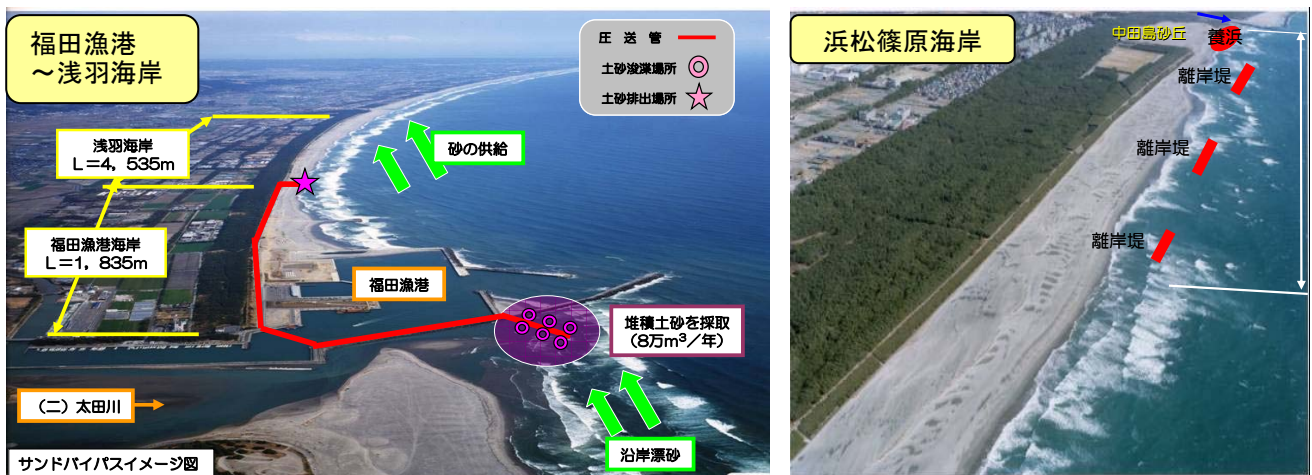 福田漁港
～浅羽海岸
圧送管
土砂浚渫場所
土砂排出場所
浅羽海岸
L=4,535m
砂の供給
福田漁港海岸
L=1,835m
福田漁港
堆積土砂を採取
(8万m³/年)
(二)太田川
沿岸漂砂
サンドバイパスイメージ図
浜松篠原海岸
中田島砂丘
養浜
離岸堤
離岸堤
離岸堤